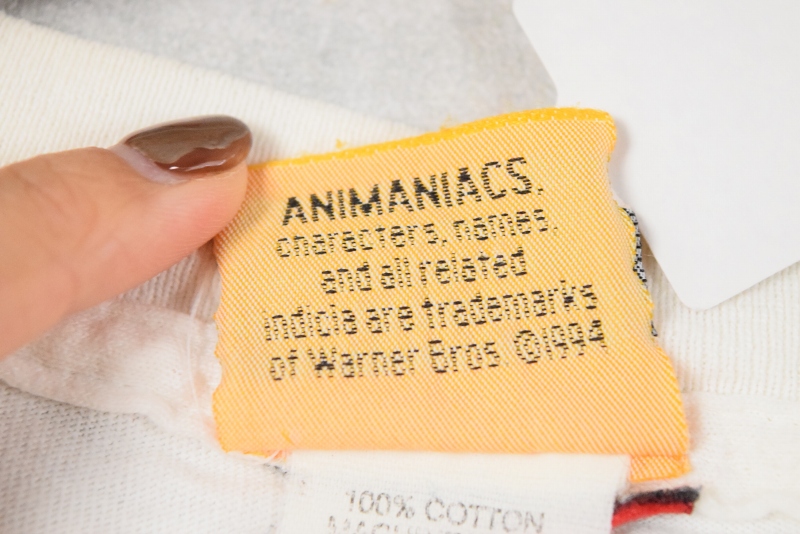 ANIMANIACS,
characters, names,
and all related
indicia are trademarks
of Warner Bros. ©1994
100% COTTON